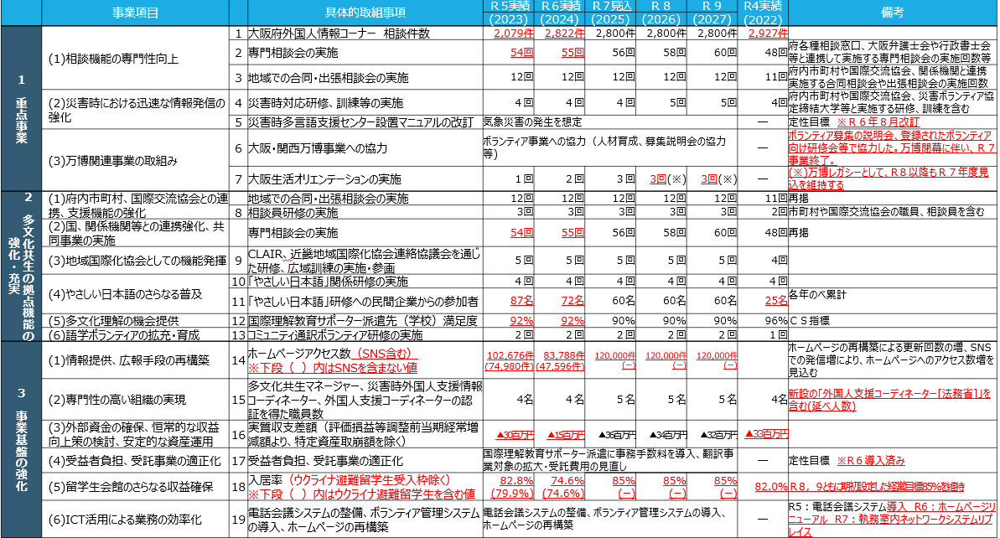 事業項目 具体的取組事項 Ｒ5実績 Ｒ6実績 Ｒ7見込 Ｒ８ Ｒ９ R4実績 備考
(2023) (2024) (2025) (2026) (2027) (2022)
1 重点事業
(1)相談機能の専門性向上
1 大阪府外国人情報コーナー 相談件数 2,079件 2,822件 2,800件 2,800件 2,800件 2,927件
2 専門相談会の実施 54回 55回 56回 58回 60回 48回 府各種相談窓口、大阪弁護士会や行政書士会
等と連携して実施する専門相談会の実施回数等
3 地域での合同・出張相談会の実施 12回 12回 12回 12回 12回 11回 府内市町村や国際交流協会、関係機関と連携
実施する合同相談会や出張相談会の実施回数
(2)災害時における迅速な情報発信の
強化
4 災害時対応研修、訓練等の実施 4回 4回 4回 5回 5回 4回 府内市町村や国際交流協会、災害ボランティア協
定締結大学等と実施する研修、訓練を含む
5 災害時多言語支援センター設置マニュアルの改訂 気象災害の発生を想定 ― 定性目標 ※Ｒ６年８月改訂
(3)万博関連事業の取組み
6 大阪・関西万博事業への協力 ボランティア事業への協力（人材育成、募集説明会の協力
等) ― ボランティア募集の説明会、登録されたボランティア
向け研修会等で協力した。万博閉幕に伴い、Ｒ７
事業終了。
7 大阪生活オリエンテーションの実施 1回 2回 3回 3回(※) 3回(※) ― (※)万博レガシーとして、Ｒ８以降もＲ７年度見
込を維持する
2 多文化共生の拠点機能の
強化・充実
(1)府内市町村、国際交流協会との連
携、支援機能の強化
地域での合同・出張相談会の実施 12回 12回 12回 12回 12回 11回 再掲
8 相談員研修の実施 3回 3回 3回 3回 3回 2回 市町村や国際交流協会の職員、相談員を含む
(2)国、関係機関等との連携強化、共
同事業の実施
専門相談会の実施 54回 55回 56回 58回 60回 48回 再掲
(3)地域国際化協会としての機能発揮 9 CLAIR、近畿地域国際化協会連絡協議会を通じ
た研修、広域訓練の実施・参画 5回 5回 5回 5回 5回 4回
(4)やさしい日本語のさらなる普及
10 「やさしい日本語」関係研修の実施 4回 4回 4回 4回 4回 4回
11 「やさしい日本語」研修への民間企業からの参加者 87名 72名 60名 60名 60名 25名 各年のべ累計
(5)多文化理解の機会提供 12 国際理解教育サポーター派遣先（学校）満足度 92% 92% 90% 90% 90% 96% ＣＳ指標
(6)語学ボランティアの拡充・育成 13 コミュニティ通訳ボランティア研修の実施 2回 2回 2回 2回 2回 1回
3 事業基盤の強化
(1)情報提供、広報手段の再構築 14 ホームページアクセス数（SNS含む）
※下段（ ）内はSNSを含まない値
102,676件 83,788件 120,000件 120,000件 120,000件
(74,980件) (47,596件) (－) (－) (－)
ホームページの再構築による更新回数の増、SNS
での発信増により、ホームページへのアクセス数増を
見込む
(2)専門性の高い組織の実現 15 多文化共生マネージャー、災害時外国人支援情報
コーディネーター、外国人支援コーディネーターの認
証を得た職員数 4名 4名 5名 5名 5名 4名 新設の「外国人支援コーディネーター[法務省]」を
含む(延べ人数)
(3)外部資金の確保、恒常的な収益
向上策の検討、安定的な資産運用
16 実質収支差額（評価損益等調整前当期経常増
減額より、特定資産取崩額を除く） ▲30百万円 ▲15百万円 ▲36百万円 ▲34百万円 ▲32百万円 ▲33百万円
(4)受益者負担、受託事業の適正化 17 受益者負担、受託事業の適正化 国際理解教育サポーター派遣に事務手数料を導入、翻訳事
業対象の拡大・受託費用の見直し ― 定性目標 ※Ｒ６導入済み
(5)留学生会館のさらなる収益確保 18 入居率（ウクライナ避難留学生受入枠除く）
※下段（ ）内はウクライナ避難留学生を含む値
82.8% 74.6% 85% 85% 85% 82.0% Ｒ８，９ともに期初設定した経営目標85%を維持
(79.9%) (74.6%) (－) (－) (－)
(6)ICT活用による業務の効率化 19 電話会議システムの整備、ボランティア管理システム
の導入、ホームページの再構築
電話会議システムの整備、ボランティア管理システムの導入、
ホームページの再構築
R5：電話会議システム導入 R6：ホームページリ
ニューアル R7：執務室内ネットワークシステムリプ
レイス